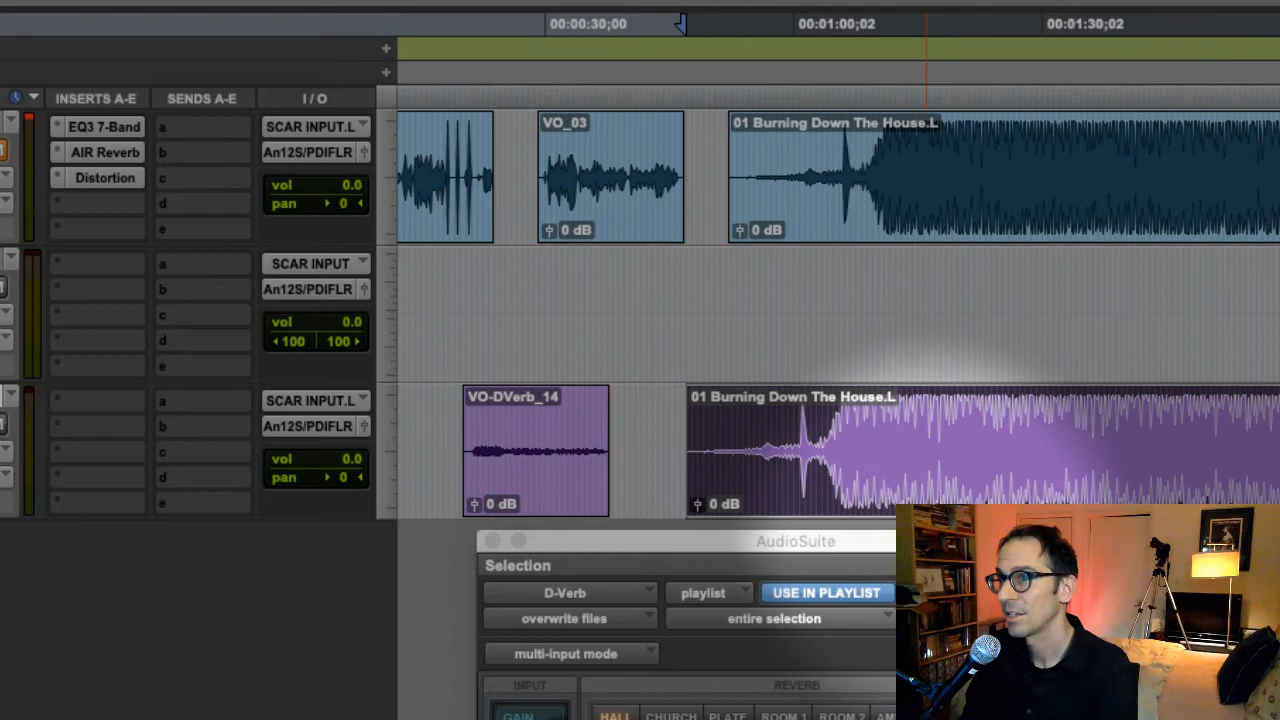 00:00:30;00 00:01:00;02 00:01:30;02
+
+
INSERTS A-E SENDS A-E I / O
EQ3 7-Band a SCAR INPUT.L
AIR Reverb b An12S/PDIFLR
Distortion c vol 0.0
d pan 0
e
VO_03
0 dB
01 Burning Down The House.L
0 dB
a SCAR INPUT
b An12S/PDIFLR
c vol 0.0
d 100 100
e
a SCAR INPUT.L
b An12S/PDIFLR
c vol 0.0
d pan 0
e
VO-DVerb_14
0 dB
01 Burning Down The House.L
0 dB
AudioSuite
Selection
D-Verb playlist USE IN PLAYLIST
overwrite files entire selection
multi-input mode
INPUT REVERB
GAIN HALL CHURCH PLATE ROOM 1 ROOM 2